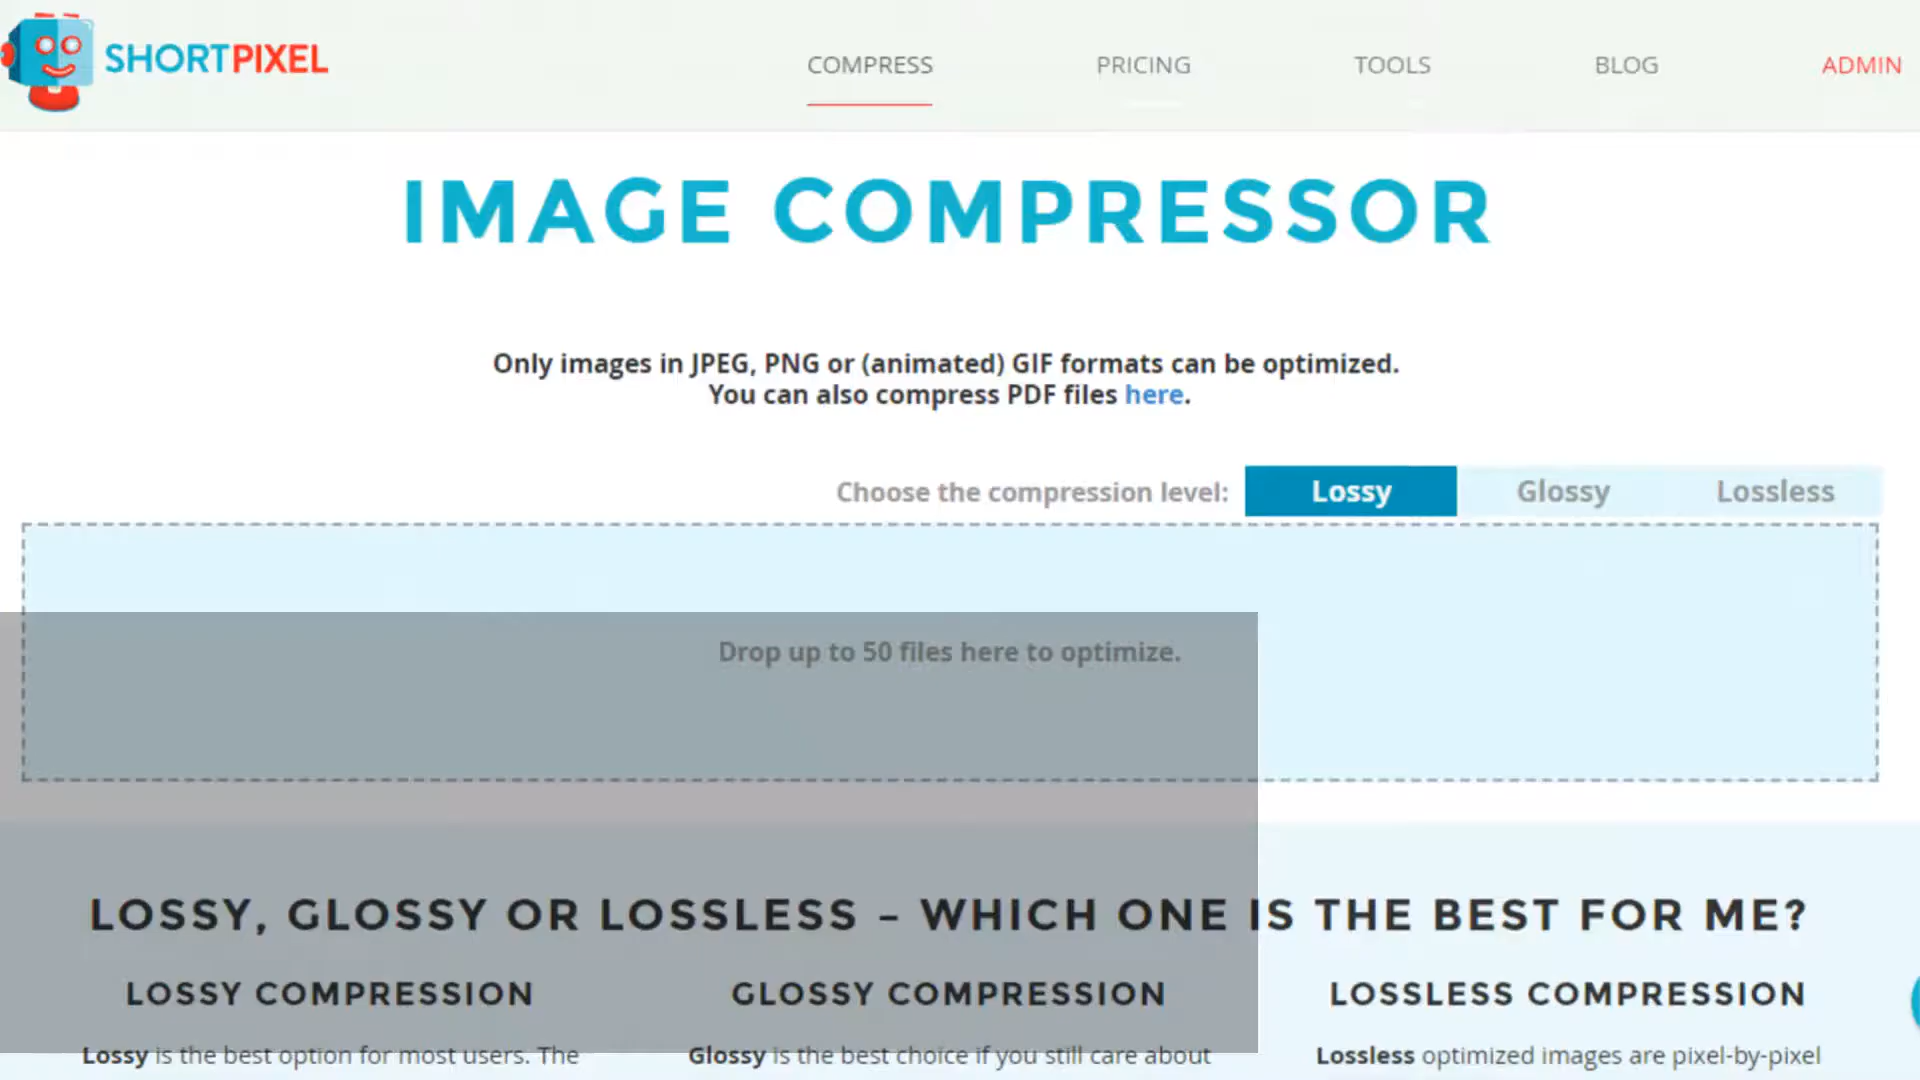 SHORTPIXEL
COMPRESS PRICING TOOLS BLOG ADMIN
IMAGE COMPRESSOR
Only images in JPEG, PNG or (animated) GIF formats can be optimized.
You can also compress PDF files here.
Choose the compression level: Lossy Glossy Lossless
Drop up to 50 files here to optimize.
LOSSY, GLOSSY OR LOSSLESS – WHICH ONE IS THE BEST FOR ME?
LOSSY COMPRESSION
Lossy is the best option for most users. The
GLOSSY COMPRESSION
Glossy is the best choice if you still care about
LOSSLESS COMPRESSION
Lossless optimized images are pixel-by-pixel